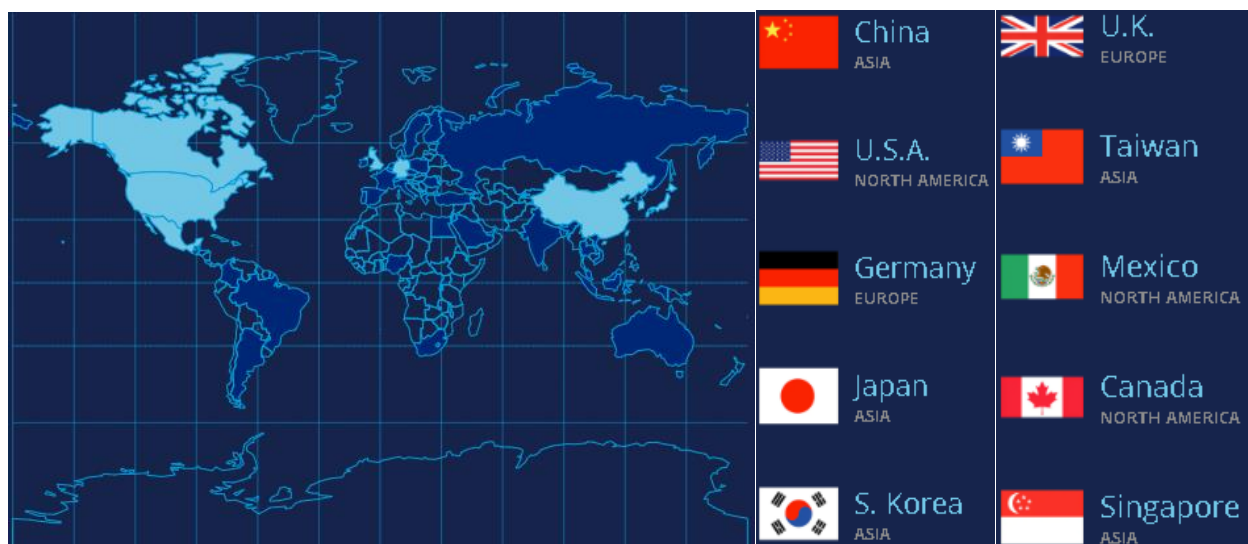 China
ASIA
U.S.A.
NORTH AMERICA
Germany
EUROPE
Japan
ASIA
S. Korea
ASIA
U.K.
EUROPE
Taiwan
ASIA
Mexico
NORTH AMERICA
Canada
NORTH AMERICA
Singapore
ASIA